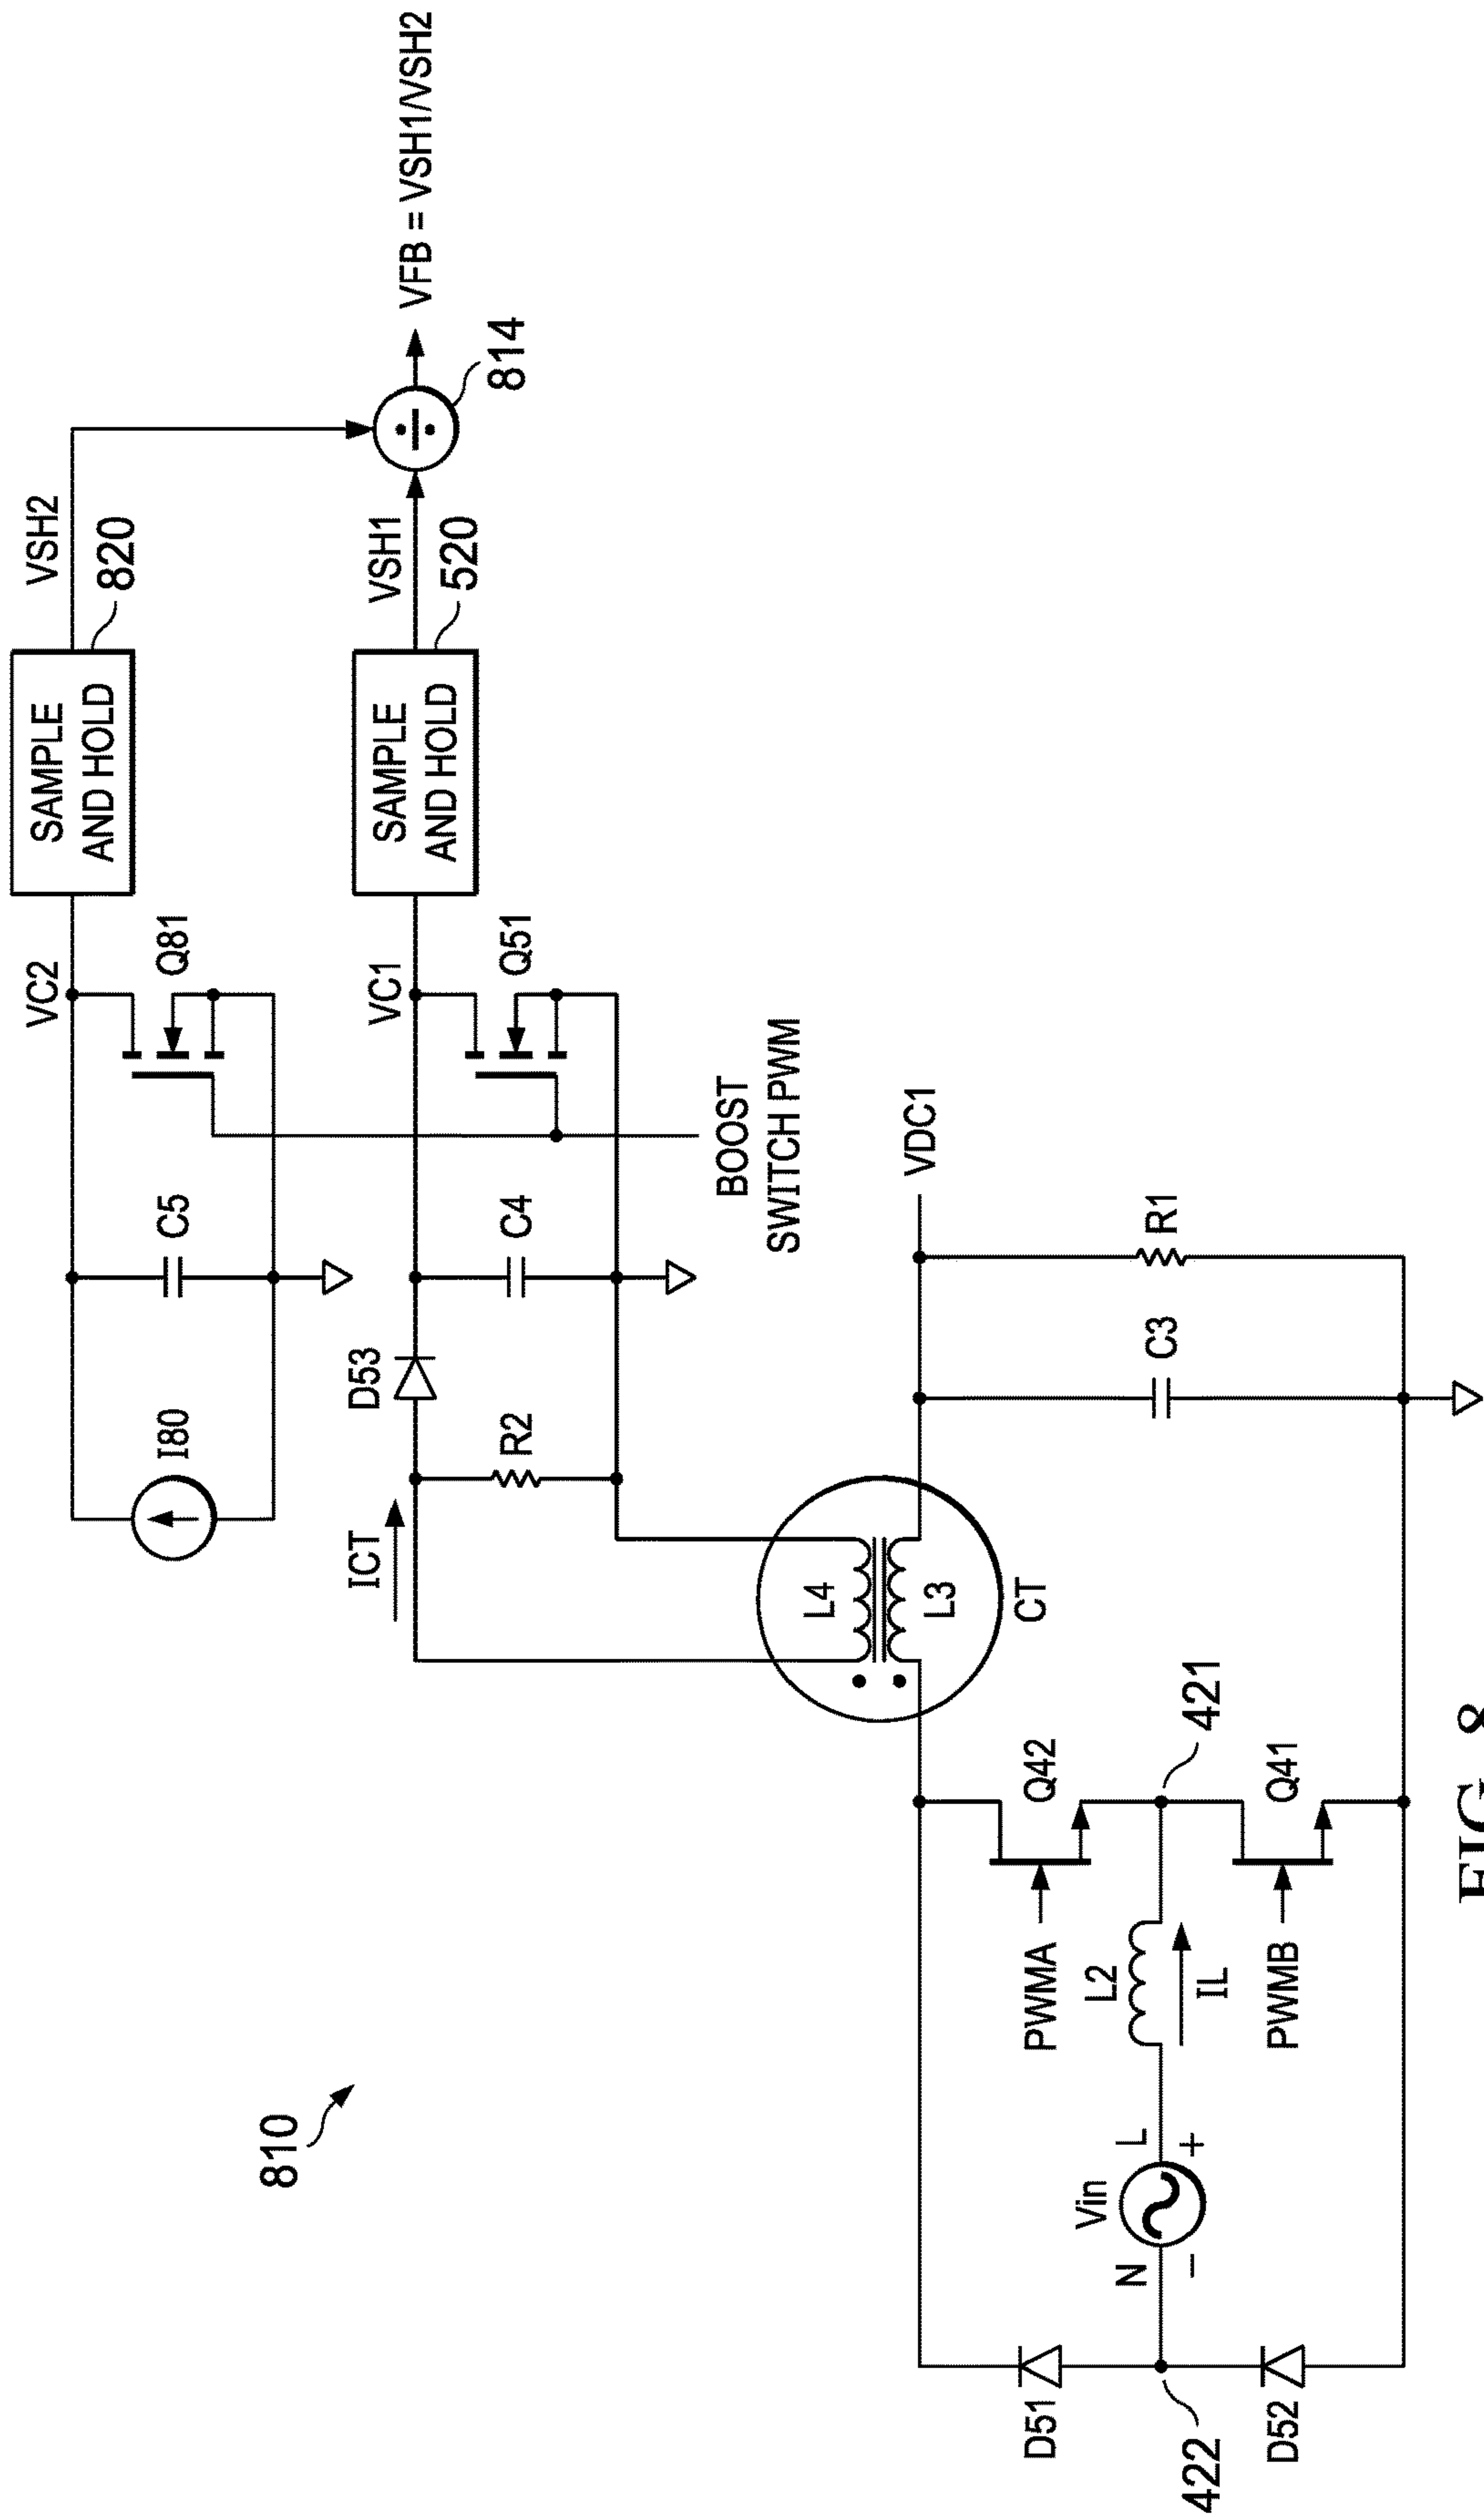 810
I80
C5
VC2
Q81
SAMPLE
AND HOLD
820
VSH2
ICT
R2
D53
C4
VC1
Q51
SAMPLE
AND HOLD
520
VSH1
814
VFB = VSH1/VSH2
BOOST
SWITCH PWM
L4
L3
CT
VDC1
D51
422
D52
N
Vin
L
−
+
L2
IL
PWMA
PWMB
Q42
421
Q41
C3
R1